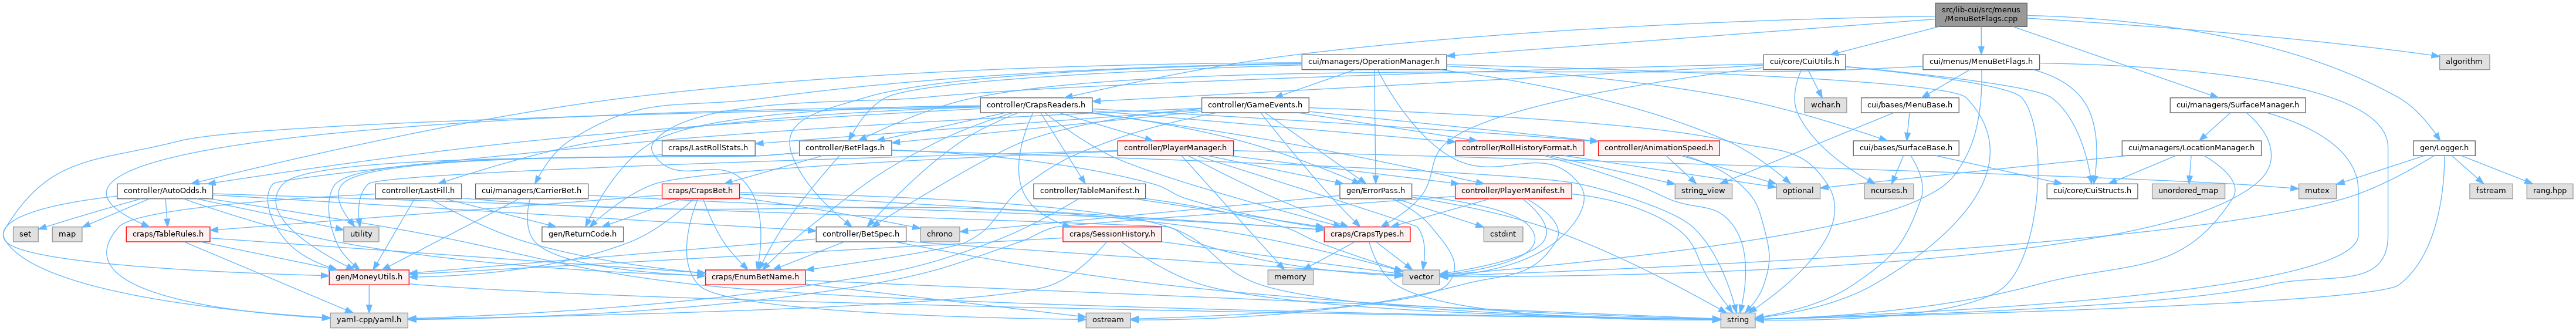 src/lib-cui/src/menus
/MenuBetFlags.cpp
cui/managers/OperationManager.h
cui/core/CuiUtils.h
cui/menus/MenuBetFlags.h
algorithm
controller/CrapsReaders.h
controller/GameEvents.h
wchar.h
cui/bases/MenuBase.h
cui/managers/SurfaceManager.h
craps/LastRollStats.h
controller/BetFlags.h
controller/PlayerManager.h
controller/RollHistoryFormat.h
controller/AnimationSpeed.h
cui/bases/SurfaceBase.h
cui/managers/LocationManager.h
gen/Logger.h
controller/AutoOdds.h
controller/LastFill.h
cui/managers/CarrierBet.h
craps/CrapsBet.h
controller/TableManifest.h
gen/ErrorPass.h
controller/PlayerManifest.h
string_view
optional
ncurses.h
cui/core/CuiStructs.h
unordered_map
mutex
fstream
rang.hpp
set
map
craps/TableRules.h
utility
gen/ReturnCode.h
controller/BetSpec.h
chrono
craps/SessionHistory.h
craps/CrapsTypes.h
cstdint
gen/MoneyUtils.h
craps/EnumBetName.h
memory
vector
yaml-cpp/yaml.h
ostream
string